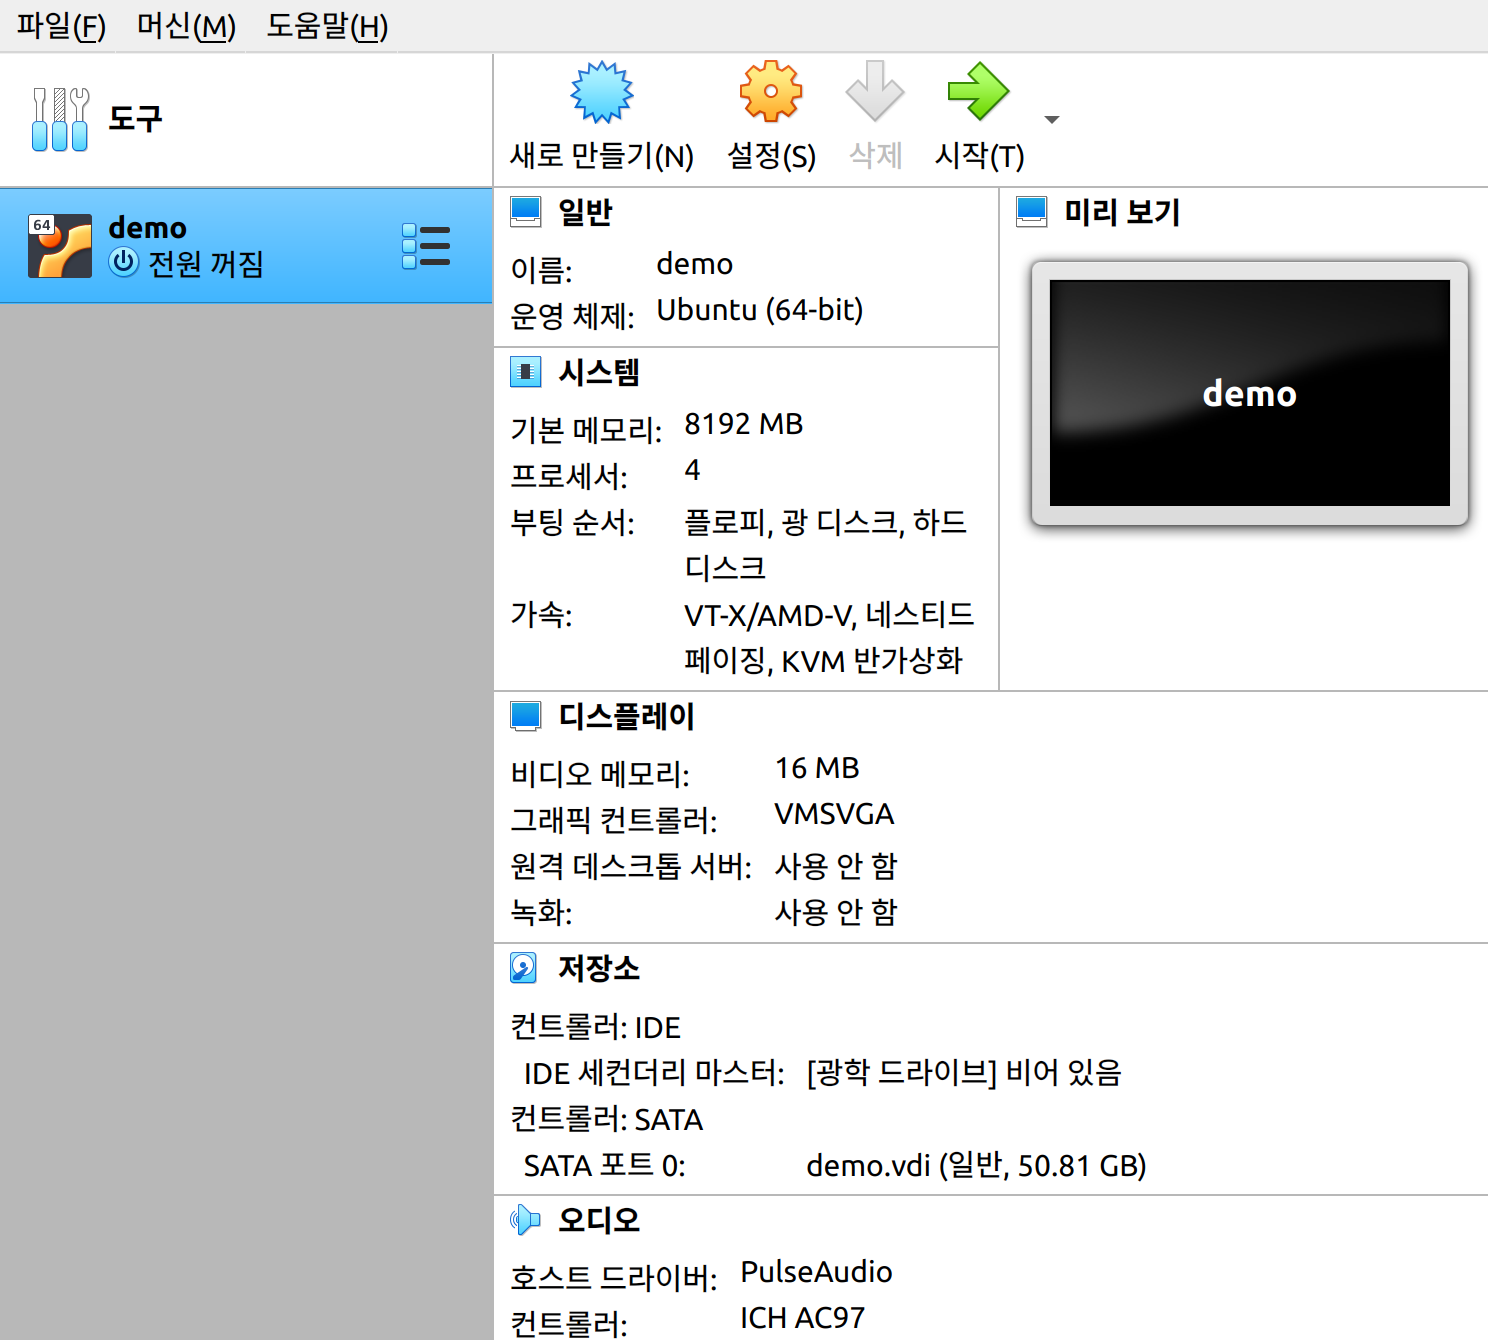 파일(F) 머신(M) 도움말(H)
도구
새로 만들기(N) 설정(S) 삭제 시작(T)
64
demo
전원 꺼짐
일반
이름: demo
운영 체제: Ubuntu (64-bit)
미리 보기
demo
시스템
기본 메모리: 8192 MB
프로세서: 4
부팅 순서: 플로피, 광 디스크, 하드
디스크
가속: VT-X/AMD-V, 네스티드
페이징, KVM 반가상화
디스플레이
비디오 메모리: 16 MB
그래픽 컨트롤러: VMSVGA
원격 데스크톱 서버: 사용 안 함
녹화: 사용 안 함
저장소
컨트롤러: IDE
IDE 세컨더리 마스터: [광학 드라이브] 비어 있음
컨트롤러: SATA
SATA 포트 0: demo.vdi (일반, 50.81 GB)
오디오
호스트 드라이버: PulseAudio
컨트롤러: ICH AC97